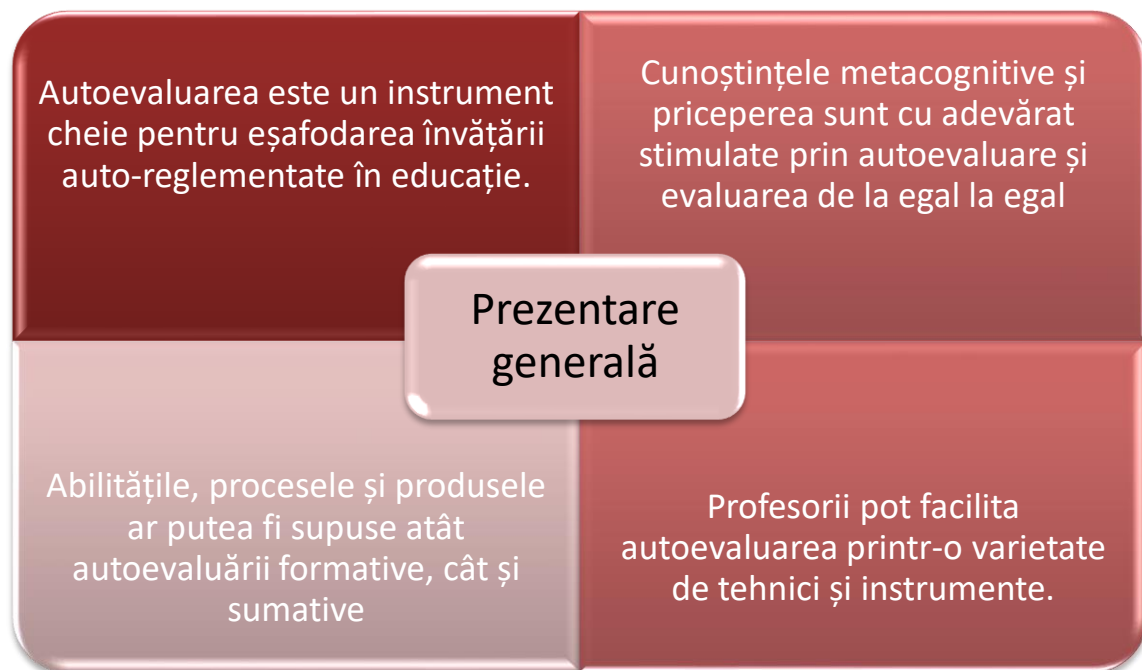 Autoevaluarea este un instrument
cheie pentru eșafodarea învățării
auto-reglementate în educație.
Cunoștințele metacognitive și
priceperea sunt cu adevărat
stimulate prin autoevaluare și
evaluarea de la egal la egal
Prezentare
generală
Abilitățile, procesele și produsele
ar putea fi supuse atât
autoevaluării formative, cât și
sumative
Profesorii pot facilita
autoevaluarea printr-o varietate
de tehnici și instrumente.